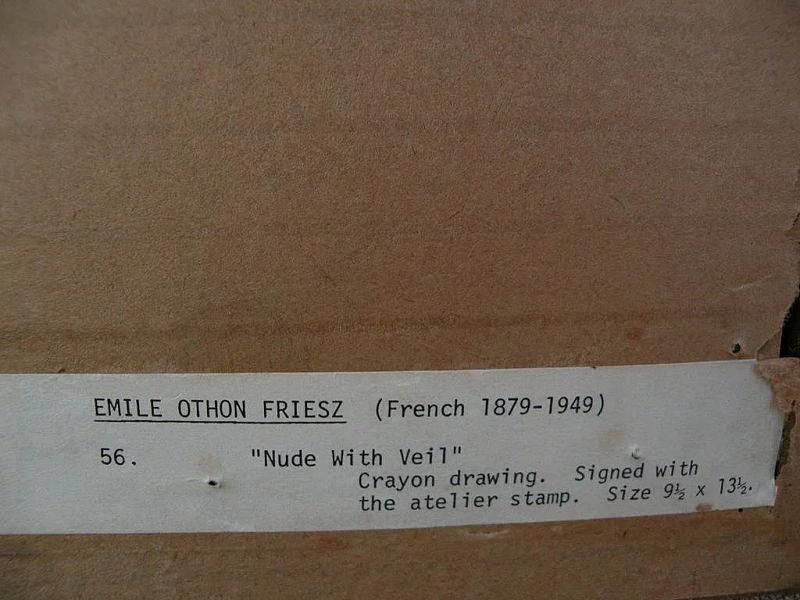 EMILE OTHON FRIESZ (French 1879-1949)
56. "Nude With Veil"
Crayon drawing. Signed with
the atelier stamp. Size 9½ x 13½.